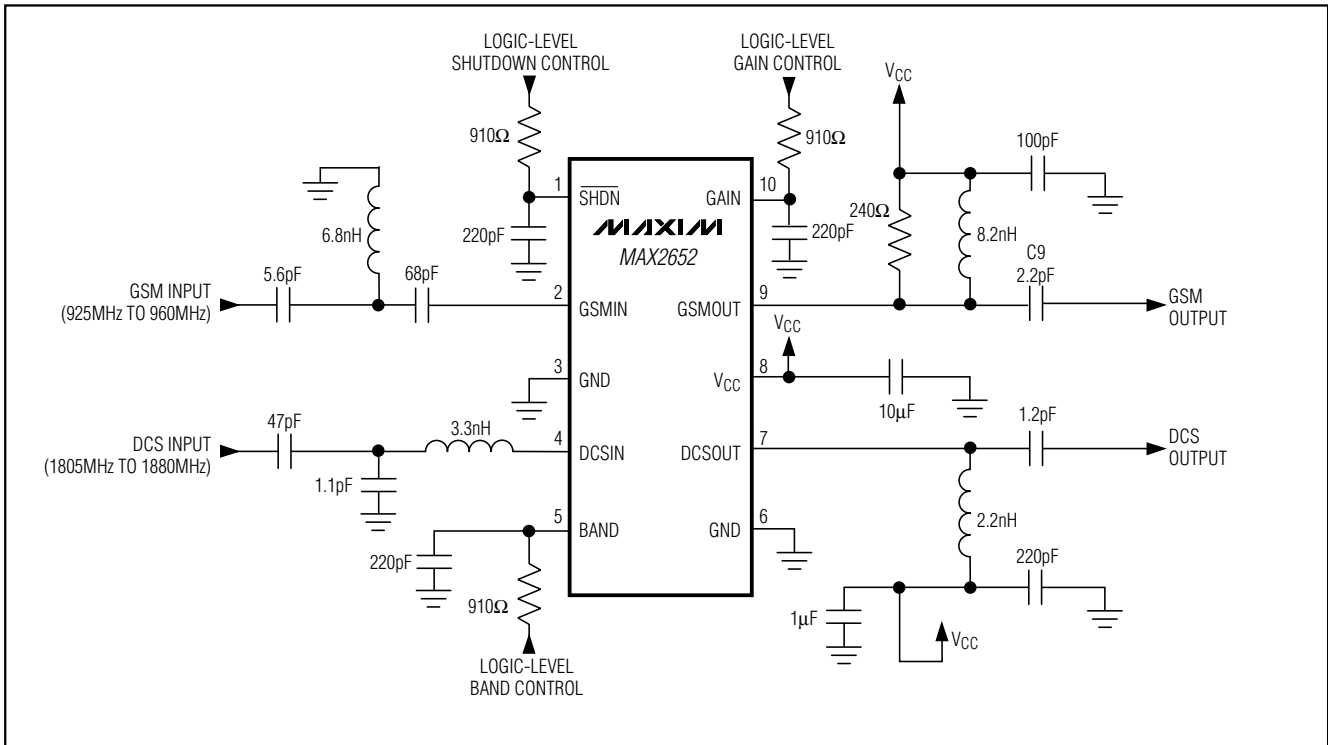 LOGIC-LEVEL
SHUTDOWN CONTROL
LOGIC-LEVEL
GAIN CONTROL
VCC
910Ω
910Ω
100pF
1
SHDN
GAIN
10
MAXIM
MAX2652
220pF
220pF
240Ω
8.2nH
6.8nH
5.6pF
68pF
C9
2.2pF
GSM INPUT
(925MHz TO 960MHz)
2
GSMIN
GSMOUT
9
GSM
OUTPUT
VCC
3
GND
VCC
8
10µF
47pF
3.3nH
1.2pF
DCS INPUT
(1805MHz TO 1880MHz)
4
DCSIN
DCSOUT
7
DCS
OUTPUT
1.1pF
2.2nH
5
BAND
GND
6
220pF
220pF
910Ω
1µF
VCC
LOGIC-LEVEL
BAND CONTROL